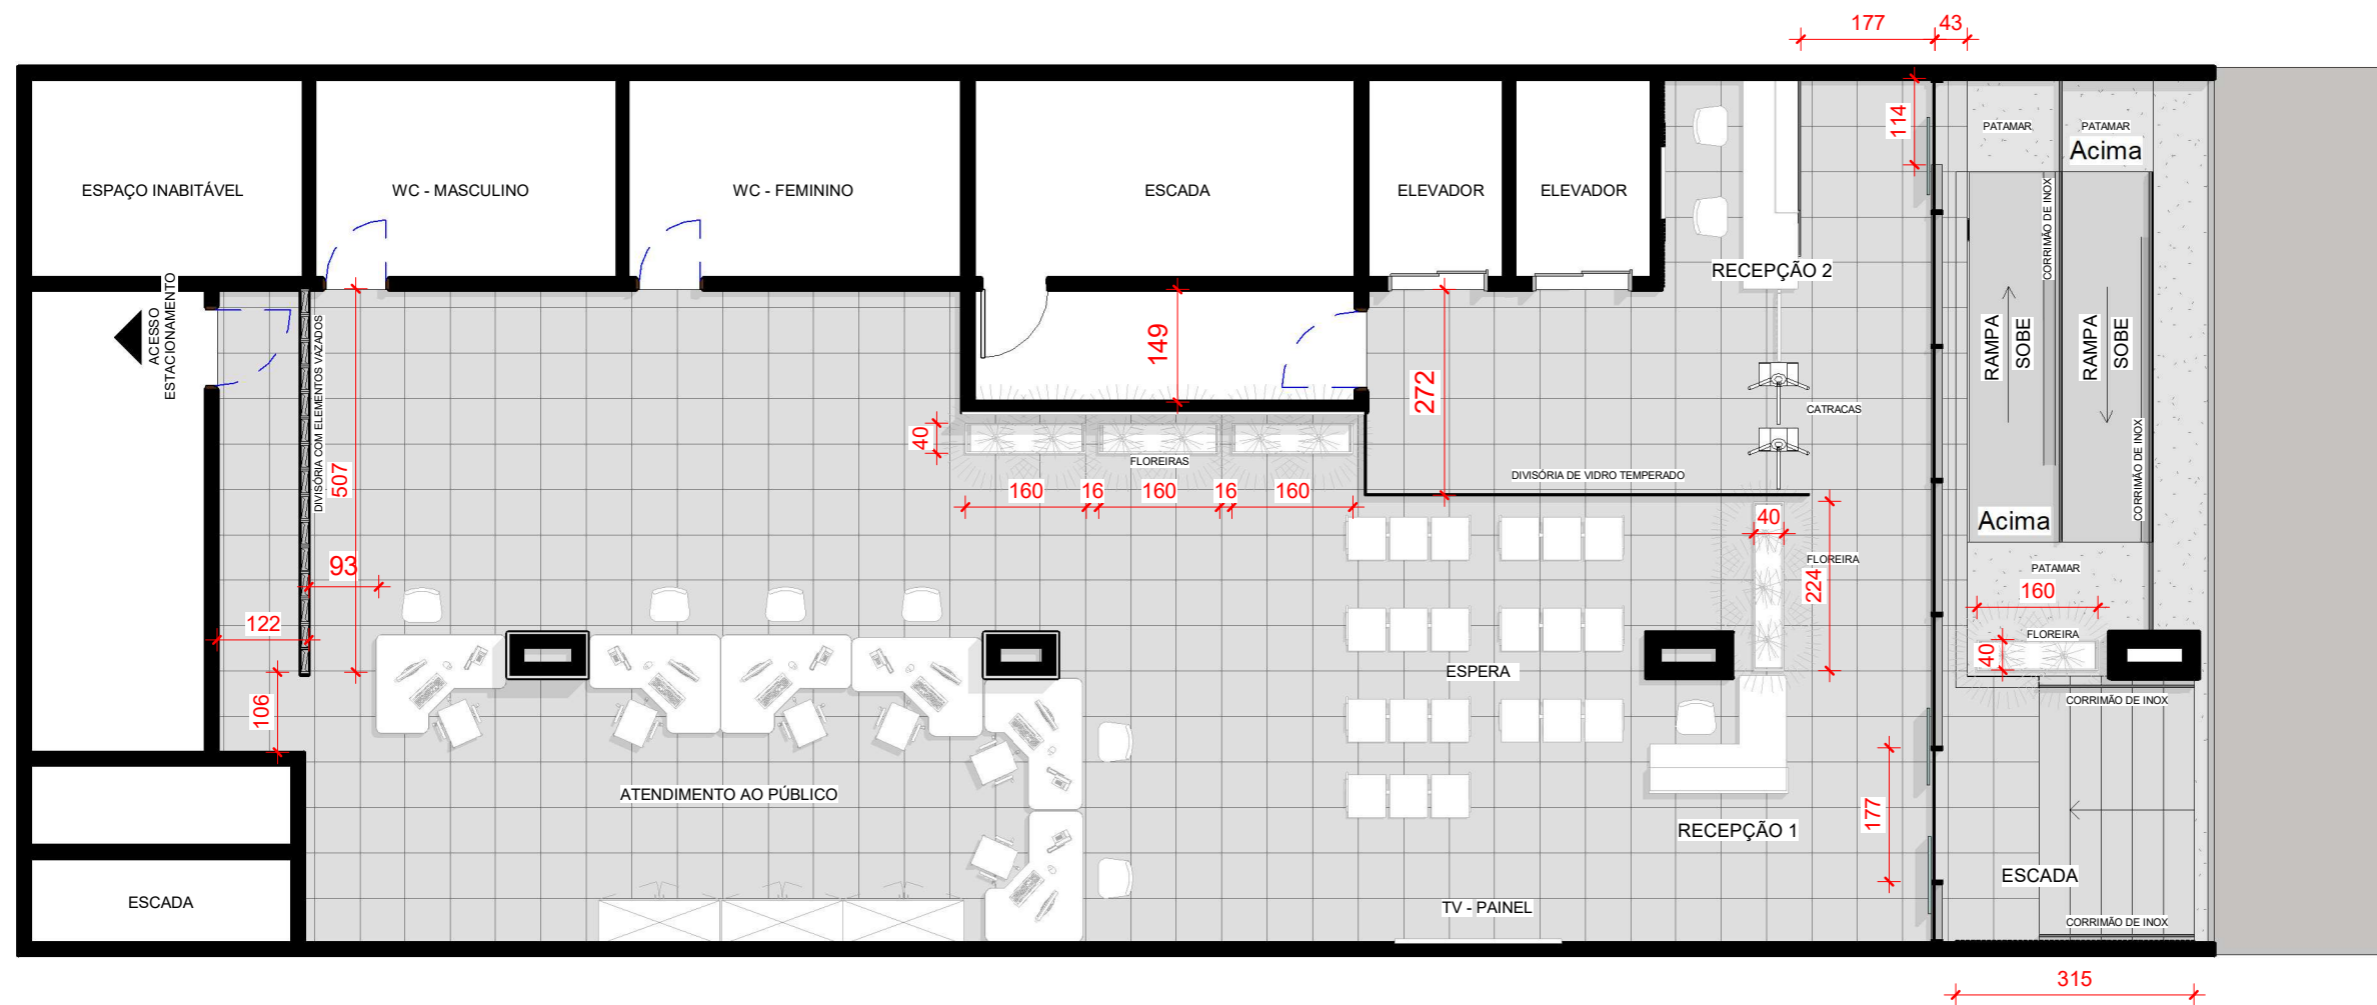 177
43
114
PATAMAR
PATAMAR
Acima
ESPAÇO INABITÁVEL
WC - MASCULINO
WC - FEMININO
ESCADA
ELEVADOR
ELEVADOR
CORRIMÃO DE INOX
RECEPÇÃO 2
ACESSO
ESTACIONAMENTO
DIVISÓRIA COM ELEMENTOS VAZADOS
149
272
RAMPA
SOBE
RAMPA
SOBE
CATRACAS
40
FLOREIRAS
507
160
16
160
16
160
DIVISÓRIA DE VIDRO TEMPERADO
CORRIMÃO DE INOX
Acima
40
FLOREIRA
224
93
PATAMAR
160
122
FLOREIRA
40
ESPERA
106
CORRIMÃO DE INOX
ATENDIMENTO AO PÚBLICO
177
RECEPÇÃO 1
ESCADA
ESCADA
TV - PAINEL
CORRIMÃO DE INOX
315